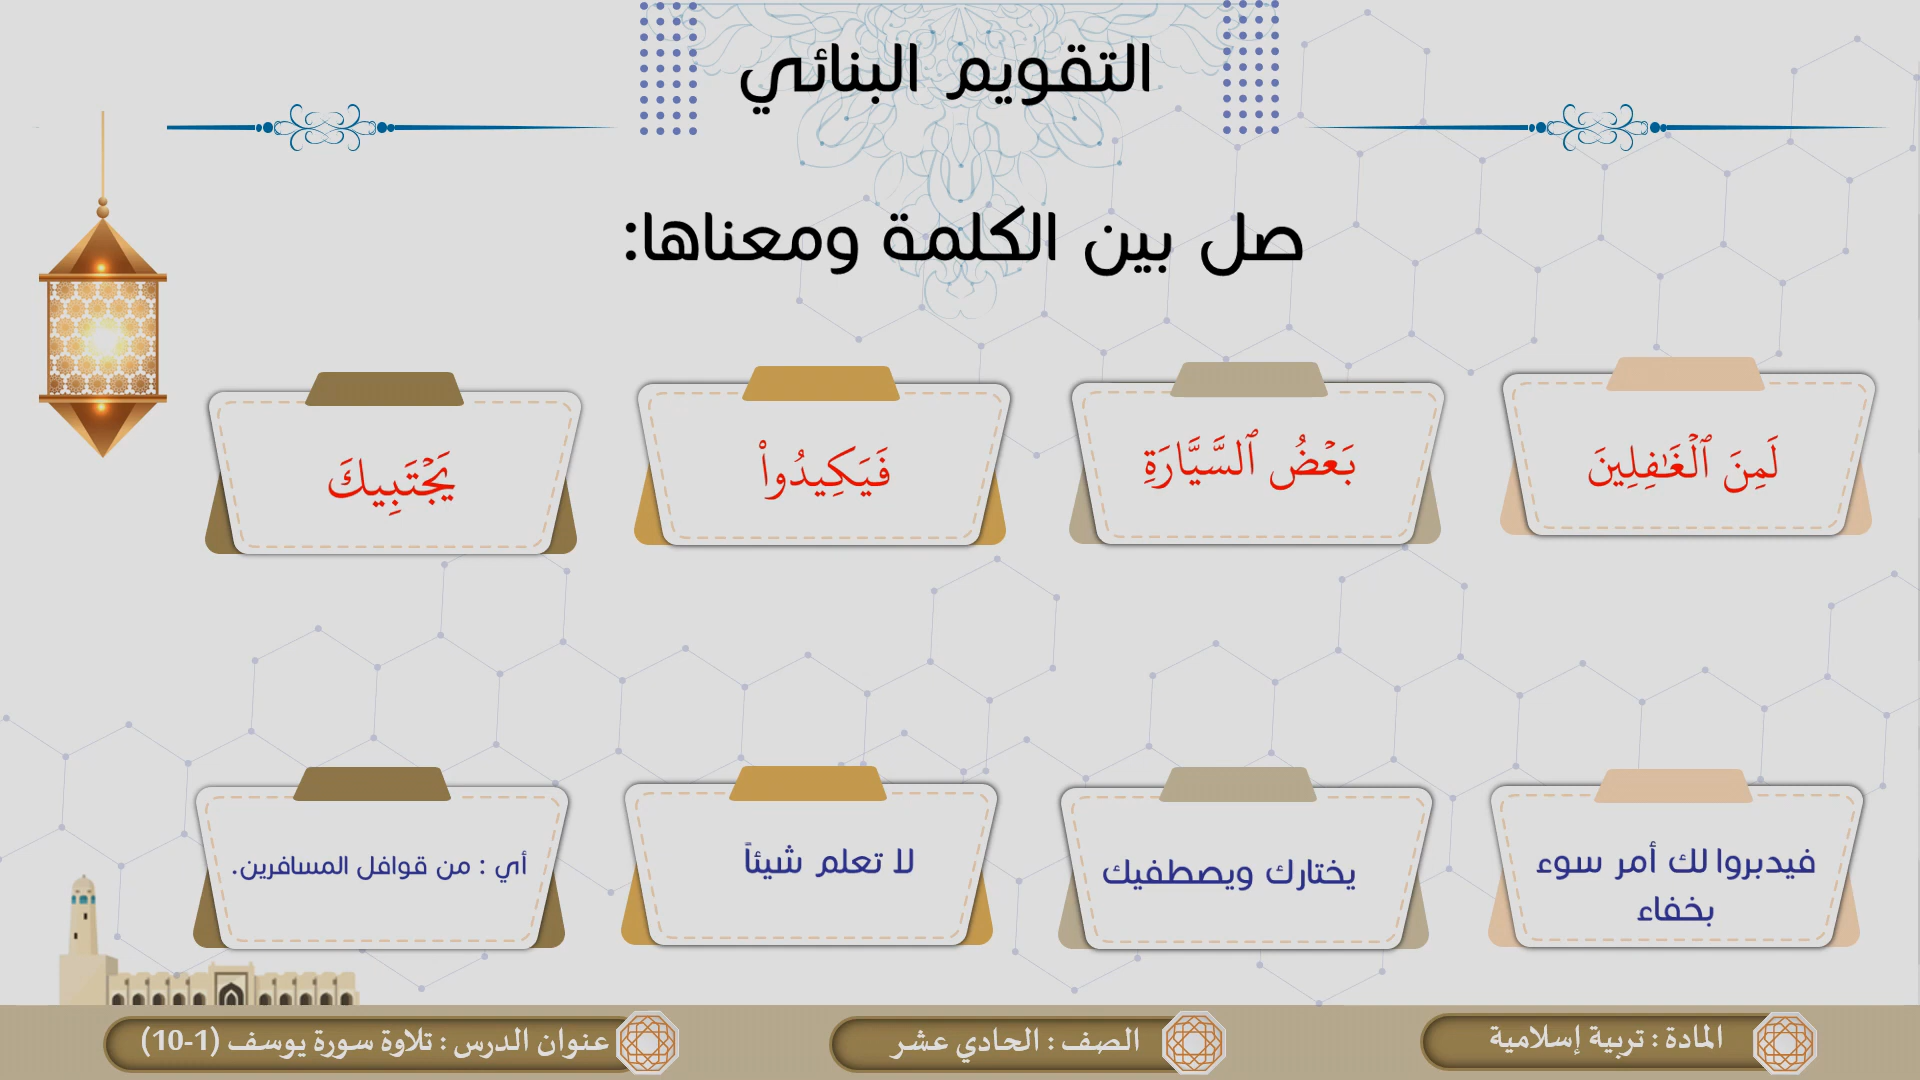 التقويم البنائي
صل بين الكلمة ومعناها:
لَمِنَ ٱلۡغَٰفِلِينَ
بَعۡضُ ٱلسَّيَّارَةِ
فَيَكِيدُواْ
يَجۡتَبِيكَ
فيدبروا لك أمر سوء
بخفاء
يختارك ويصطفيك
لا تعلم شيئاً
أي : من قوافل المسافرين.
المادة : تربية إسلامية
الصف : الحادي عشر
عنوان الدرس : تلاوة سورة يوسف (1-10)